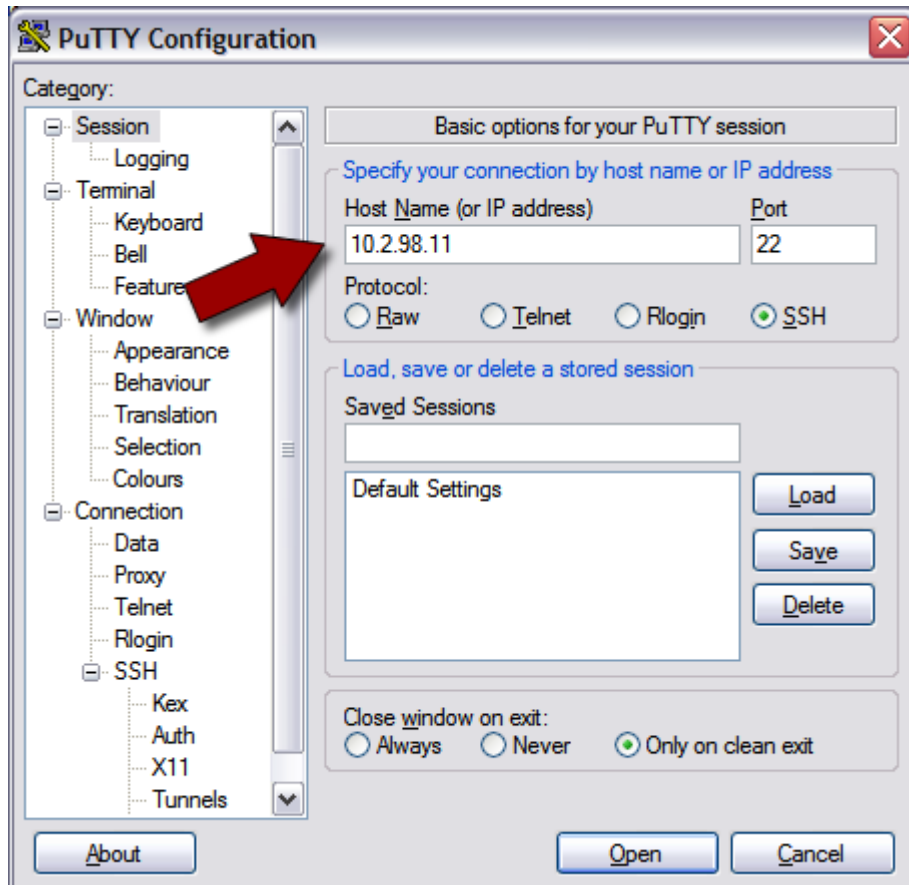 PuTTY Configuration
Category:
Session
Logging
Terminal
Keyboard
Bell
Feature
Window
Appearance
Behaviour
Translation
Selection
Colours
Connection
Data
Proxy
Telnet
Rlogin
SSH
Kex
Auth
X11
Tunnels
Basic options for your PuTTY session
Specify your connection by host name or IP address
Host Name (or IP address) Port
10.2.98.11 22
Protocol:
Raw Telnet Rlogin SSH
Load, save or delete a stored session
Saved Sessions
Default Settings
Load
Save
Delete
Close window on exit:
Always Never Only on clean exit
About Open Cancel